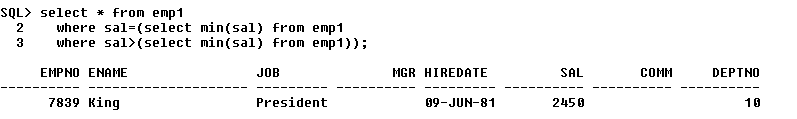 SQL> select * from emp1
2 where sal=(select min(sal) from emp1
3 where sal>(select min(sal) from emp1));
EMPNO ENAME JOB MGR HIREDATE SAL COMM DEPTNO
---------- -------------------- ---------- ---------- --------- ---------- ---------- ----------
7839 King President 09-JUN-81 2450 10